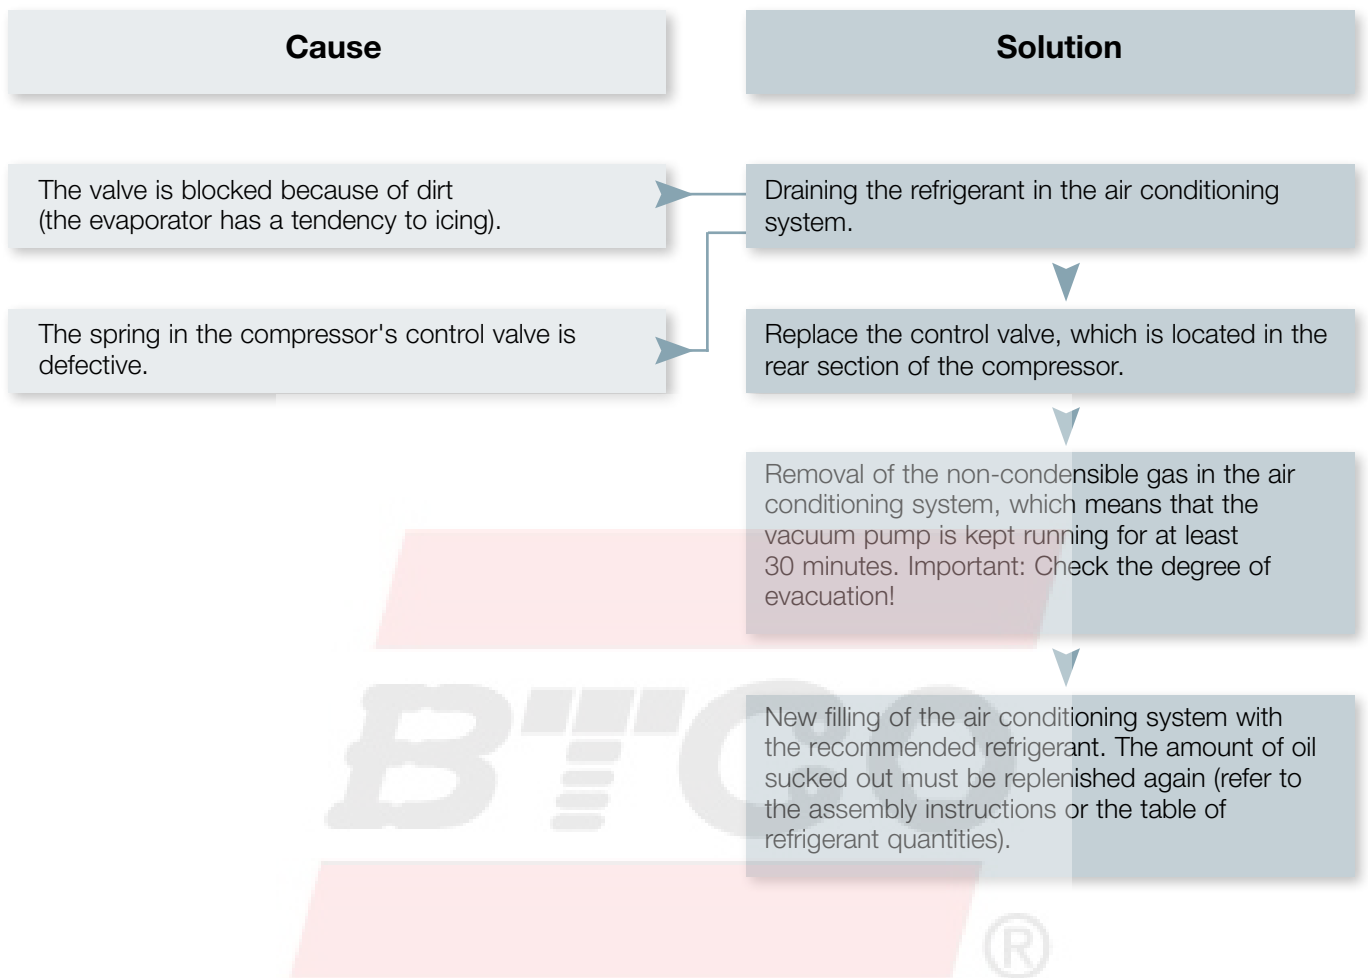 Cause
Solution
The valve is blocked because of dirt
(the evaporator has a tendency to icing).
Draining the refrigerant in the air conditioning
system.
The spring in the compressor's control valve is
defective.
Replace the control valve, which is located in the
rear section of the compressor.
Removal of the non-condensible gas in the air
conditioning system, which means that the
vacuum pump is kept running for at least
30 minutes. Important: Check the degree of
evacuation!
New filling of the air conditioning system with
the recommended refrigerant. The amount of oil
sucked out must be replenished again (refer to
the assembly instructions or the table of
refrigerant quantities).
BTCO
®